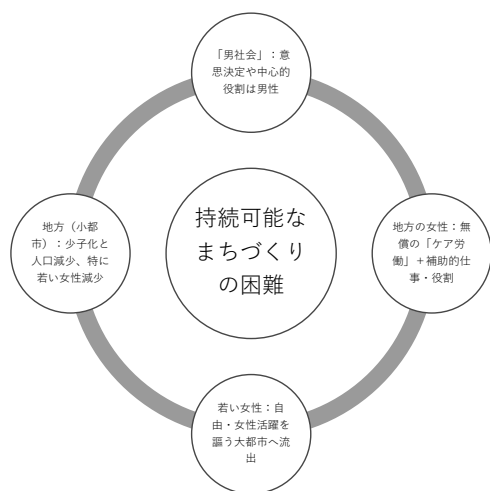 「男社会」：意
思決定や中心的
役割は男性
持続可能な
まちづくり
の困難
地方の女性：無
償の「ケア労
働」＋補助的仕
事・役割
若い女性：自
由・女性活躍を
謳う大都市へ流
出
地方（小都
市）：少子化と
人口減少、特に
若い女性減少